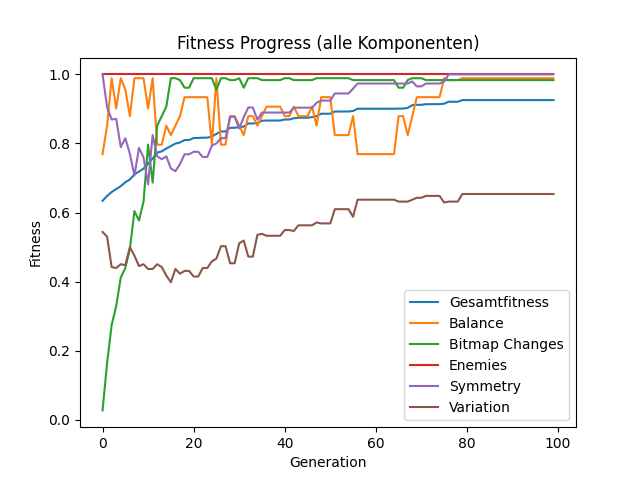 Fitness Progress (alle Komponenten)
1.0
0.8
0.6
0.4
0.2
0.0
Fitness
Gesamtfitness
Balance
Bitmap Changes
Enemies
Symmetry
Variation
0 20 40 60 80 100
Generation